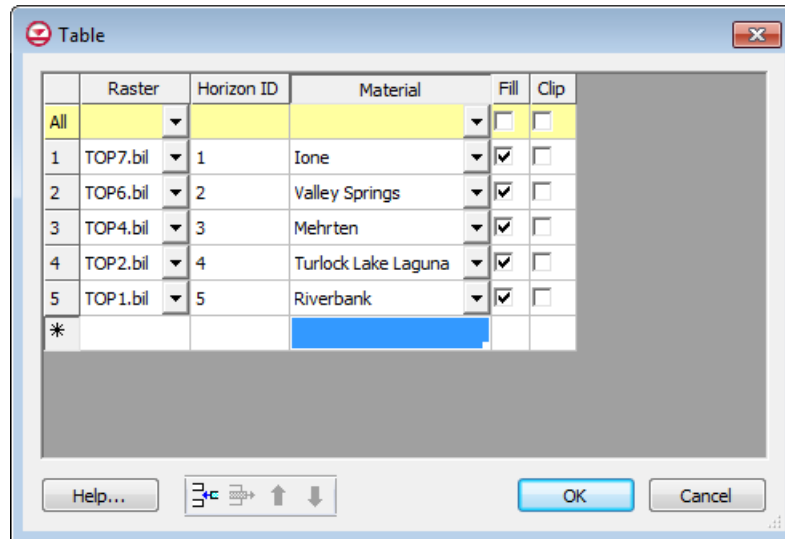 Table
Raster Horizon ID Material Fill Clip
All
1 TOP7.bil 1 Ione
2 TOP6.bil 2 Valley Springs
3 TOP4.bil 3 Mehrten
4 TOP2.bil 4 Turlock Lake Laguna
5 TOP1.bil 5 Riverbank
*
Help... OK Cancel